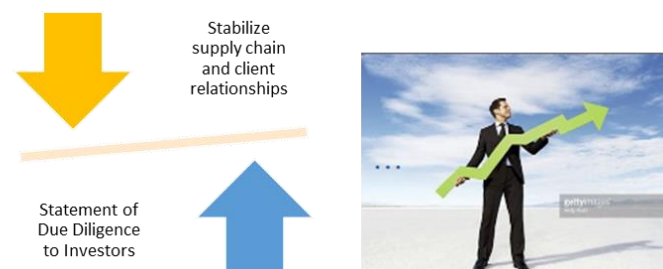 Stabilize
supply chain
and client
relationships
Statement of
Due Diligence
to Investors
gettyimages